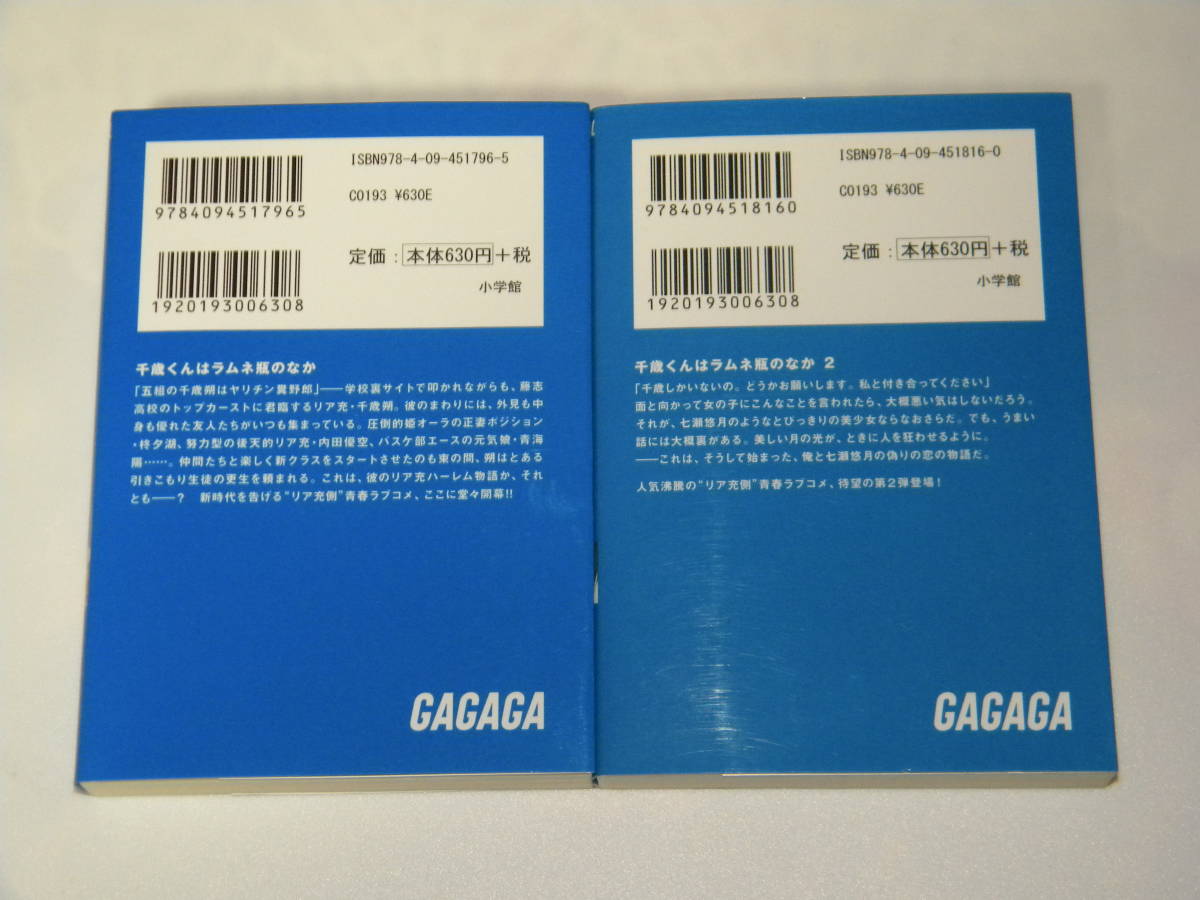 ISBN978-4-09-451796-5
9784094517965
C0193 ¥630E
定価：本体630円+税
1920193006308
小学館
千歳くんはラムネ瓶のなか
「五組の千歳朔はヤリチン糞野郎」――学校裏サイトで叩かれながらも、藤志
高校のトップカーストに君臨するリア充・千歳朔。彼のまわりには、外見も中
身も優れた友人たちがいつも集まっている。圧倒的姫オーラの正妻ポジション
・柊夕湖、努力型の後天的リア充・内田優空、バスケ部エースの元気娘・青海
陽……。仲間たちと楽しく新クラスをスタートさせたのも束の間、朔はとある
引きこもり生徒の更生を頼まれる。これは、彼のリア充ハーレム物語か、それ
とも――？　新時代を告げる“リア充側”青春ラブコメ、ここに堂々開幕!!
GAGAGA
ISBN978-4-09-451816-0
9784094518160
C0193 ¥630E
定価：本体630円+税
1920193006308
小学館
千歳くんはラムネ瓶のなか 2
「千歳しかいないの。どうかお願いします。私と付き合ってください」
面と向かって女の子にこんなことを言われたら、大概悪い気はしないだろう。
それが、七瀬悠月のようなとびっきりの美少女ならなおさらだ。でも、うまい
話には大概裏がある。美しい月の光が、ときに人を狂わせるように。
――これは、そうして始まった、俺と七瀬悠月の偽りの恋の物語だ。
人気沸騰の“リア充側”青春ラブコメ、待望の第2弾登場！
GAGAGA